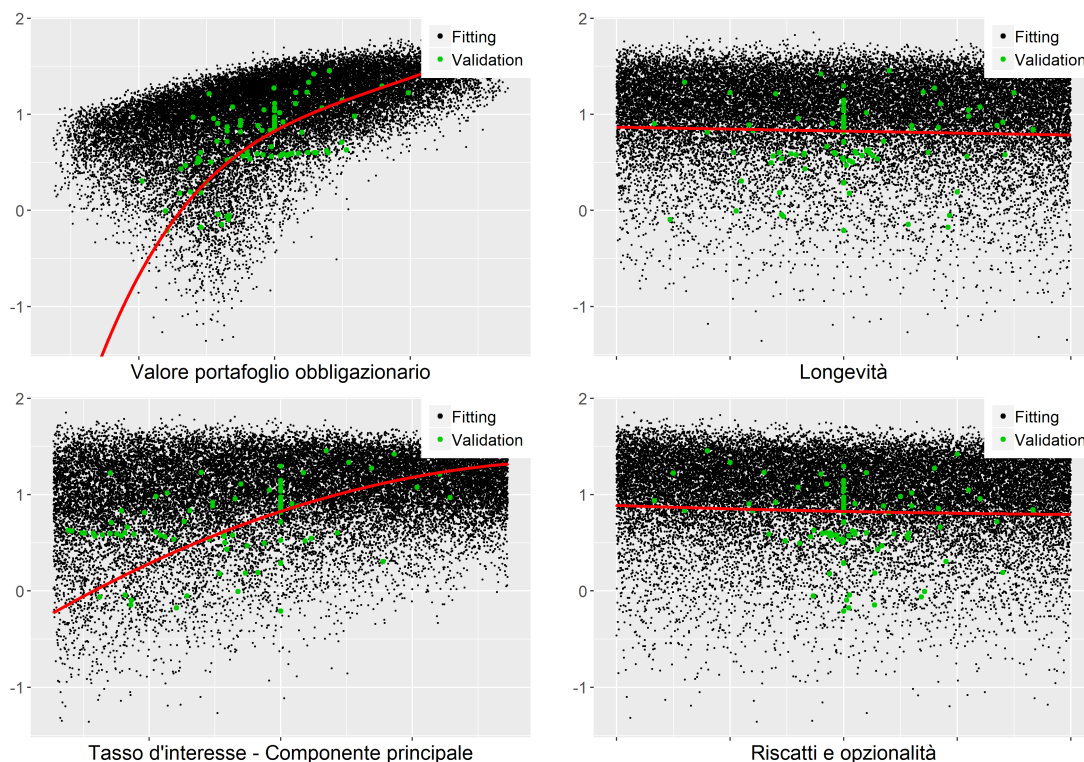 2
1
0
-1
Fitting
Validation
Valore portafoglio obbligazionario
2
1
0
-1
Fitting
Validation
Longevità
2
1
0
-1
Fitting
Validation
Tasso d'interesse - Componente principale
2
1
0
-1
Fitting
Validation
Riscatti e opzionalità